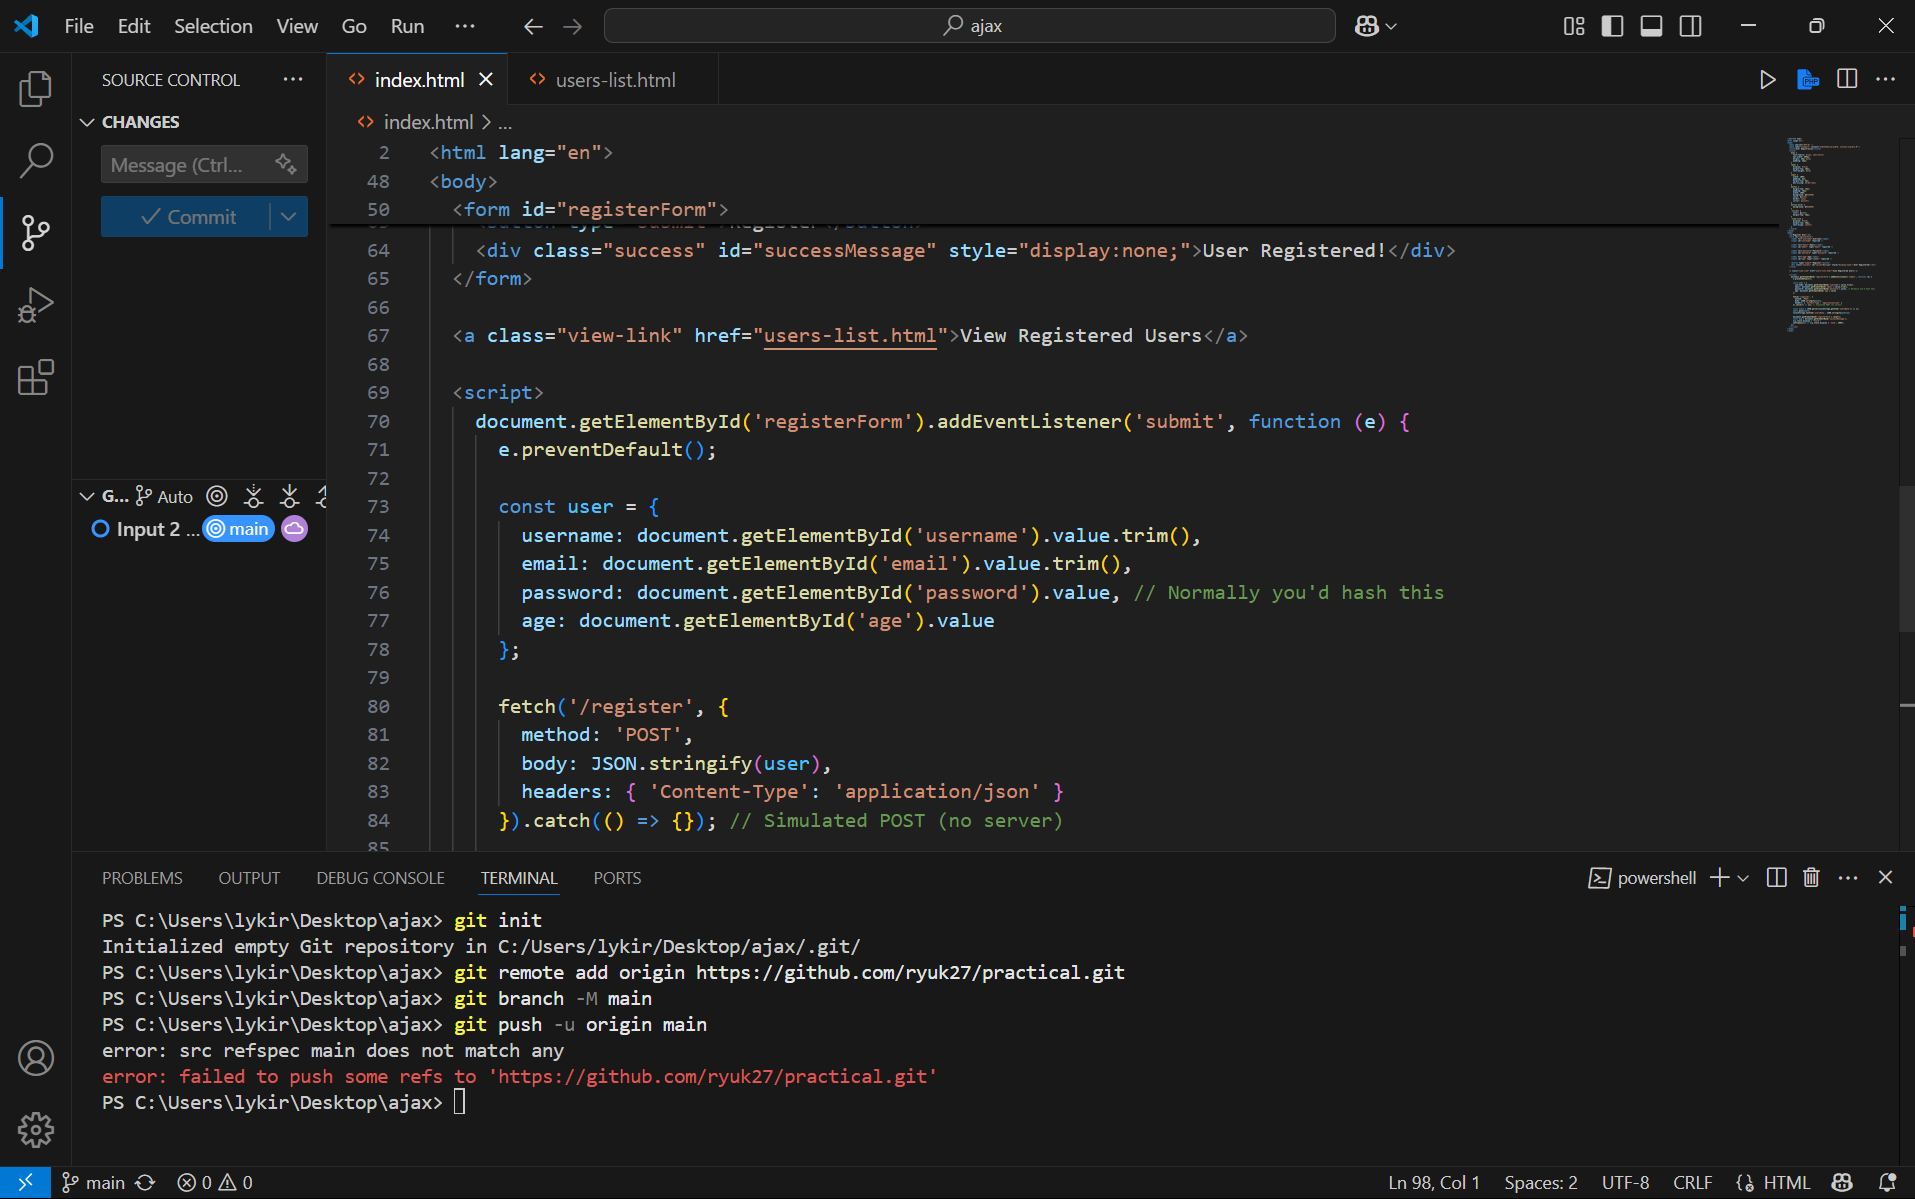 File Edit Selection View Go Run ··· ajax
SOURCE CONTROL ···
CHANGES
Message (Ctrl...
Commit
G... Auto
Input 2 ... main
index.html users-list.html
index.html > ...
2 <html lang="en">
48 <body>
50 <form id="registerForm">
64 <div class="success" id="successMessage" style="display:none;">User Registered!</div>
65 </form>
66
67 <a class="view-link" href="users-list.html">View Registered Users</a>
68
69 <script>
70 document.getElementById('registerForm').addEventListener('submit', function (e) {
71 e.preventDefault();
72
73 const user = {
74 username: document.getElementById('username').value.trim(),
75 email: document.getElementById('email').value.trim(),
76 password: document.getElementById('password').value, // Normally you'd hash this
77 age: document.getElementById('age').value
78 };
79
80 fetch('/register', {
81 method: 'POST',
82 body: JSON.stringify(user),
83 headers: { 'Content-Type': 'application/json' }
84 }).catch(() => {}); // Simulated POST (no server)
85
PROBLEMS OUTPUT DEBUG CONSOLE TERMINAL PORTS powershell
PS C:\Users\lykir\Desktop\ajax> git init
Initialized empty Git repository in C:/Users/lykir/Desktop/ajax/.git/
PS C:\Users\lykir\Desktop\ajax> git remote add origin https://github.com/ryuk27/practical.git
PS C:\Users\lykir\Desktop\ajax> git branch -M main
PS C:\Users\lykir\Desktop\ajax> git push -u origin main
error: src refspec main does not match any
error: failed to push some refs to 'https://github.com/ryuk27/practical.git'
PS C:\Users\lykir\Desktop\ajax>
main 0 0 Ln 98, Col 1 Spaces: 2 UTF-8 CRLF HTML